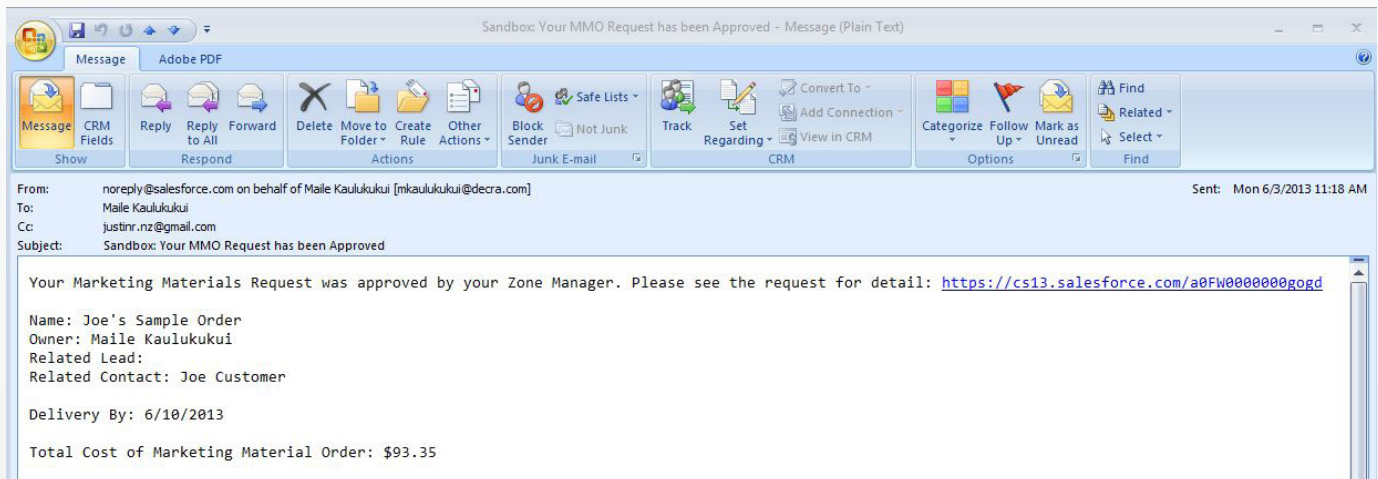 Sandbox: Your MMO Request has been Approved - Message (Plain Text)
Message Adobe PDF
Message CRM Fields Reply Reply to All Forward Delete Move to Folder Create Rule Other Actions Block Sender Safe Lists Not Junk Track Set Regarding Convert To Add Connection View in CRM Categorize Follow Up Mark as Unread Find Related Select
Show Respond Actions Junk E-mail CRM Options Find
From: noreply@salesforce.com on behalf of Maile Kaulukukui [mkaulukukui@decra.com] Sent: Mon 6/3/2013 11:18 AM
To: Maile Kaulukukui
Cc: justinr.nz@gmail.com
Subject: Sandbox: Your MMO Request has been Approved
Your Marketing Materials Request was approved by your Zone Manager. Please see the request for detail: https://cs13.salesforce.com/a0FW0000000gogd
Name: Joe's Sample Order
Owner: Maile Kaulukukui
Related Lead:
Related Contact: Joe Customer
Delivery By: 6/10/2013
Total Cost of Marketing Material Order: $93.35